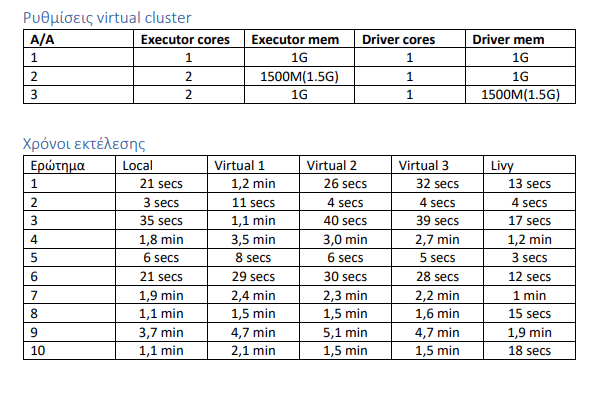 Ρυθμίσεις virtual cluster
A/A Executor cores Executor mem Driver cores Driver mem
1 1 1G 1 1G
2 2 1500M(1.5G) 1 1G
3 2 1G 1 1500M(1.5G)
Χρόνοι εκτέλεσης
Ερώτημα Local Virtual 1 Virtual 2 Virtual 3 Livy
1 21 secs 1,2 min 26 secs 32 secs 13 secs
2 3 secs 11 secs 4 secs 4 secs 4 secs
3 35 secs 1,1 min 40 secs 39 secs 17 secs
4 1,8 min 3,5 min 3,0 min 2,7 min 1,2 min
5 6 secs 8 secs 6 secs 5 secs 3 secs
6 21 secs 29 secs 30 secs 28 secs 12 secs
7 1,9 min 2,4 min 2,3 min 2,2 min 1 min
8 1,1 min 1,5 min 1,5 min 1,6 min 15 secs
9 3,7 min 4,7 min 5,1 min 4,7 min 1,9 min
10 1,1 min 2,1 min 1,5 min 1,5 min 18 secs